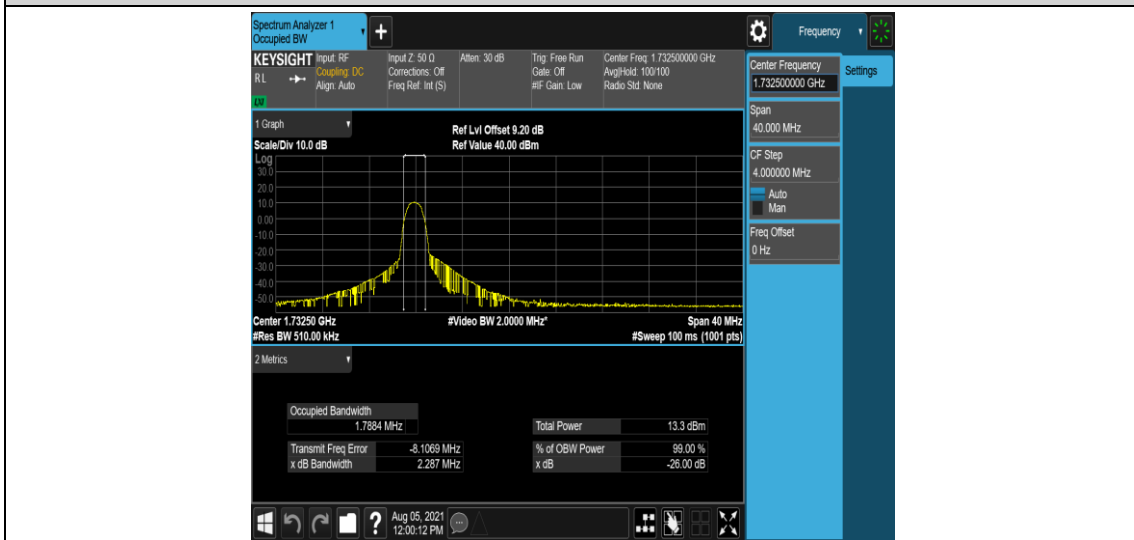 Spectrum Analyzer 1
Occupied BW
+
Frequency
KEYSIGHT
RL
LXI
Input: RF
Coupling: DC
Align: Auto
Input Z: 50 Ω
Corrections: Off
Freq Ref: Int (S)
Atten: 30 dB
Trig: Free Run
Gate: Off
#IF Gain: Low
Center Freq: 1.732500000 GHz
Avg|Hold: 100/100
Radio Std: None
Center Frequency
1.732500000 GHz
Settings
Span
40.000 MHz
CF Step
4.000000 MHz
Auto
Man
Freq Offset
0 Hz
1 Graph
Scale/Div 10.0 dB
Ref Lvl Offset 9.20 dB
Ref Value 40.00 dBm
Log
30.0
20.0
10.0
0.00
-10.0
-20.0
-30.0
-40.0
-50.0
Center 1.73250 GHz
#Video BW 2.0000 MHz*
Span 40 MHz
#Res BW 510.00 kHz
#Sweep 100 ms (1001 pts)
2 Metrics
Occupied Bandwidth
1.7884 MHz
Total Power 13.3 dBm
Transmit Freq Error -8.1069 MHz
% of OBW Power 99.00 %
x dB Bandwidth 2.287 MHz
x dB -26.00 dB
?
Aug 05, 2021
12:00:12 PM